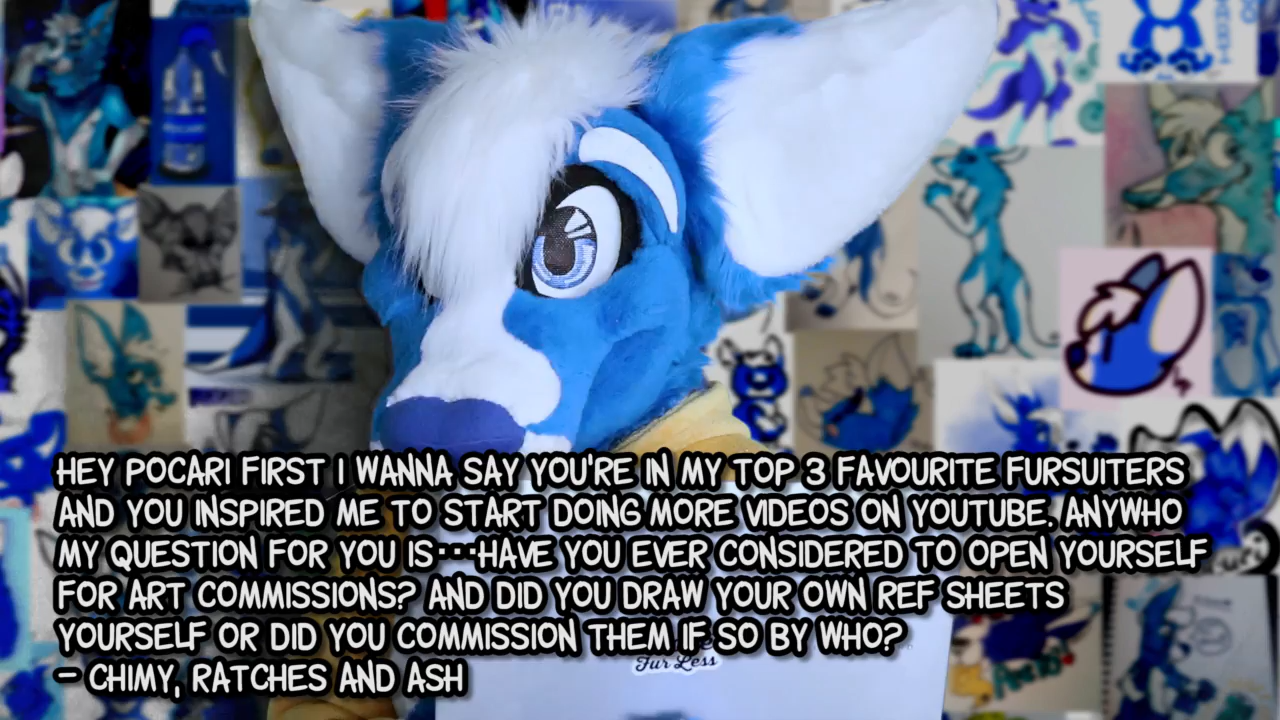 HEY POCARI FIRST I WANNA SAY YOU'RE IN MY TOP 3 FAVOURITE FURSUITERS
AND YOU INSPIRED ME TO START DOING MORE VIDEOS ON YOUTUBE. ANYWHO
MY QUESTION FOR YOU IS···HAVE YOU EVER CONSIDERED TO OPEN YOURSELF
FOR ART COMMISSIONS? AND DID YOU DRAW YOUR OWN REF SHEETS
YOURSELF OR DID YOU COMMISSION THEM IF SO BY WHO?
- CHIMY, RATCHES AND ASH
Fur Less